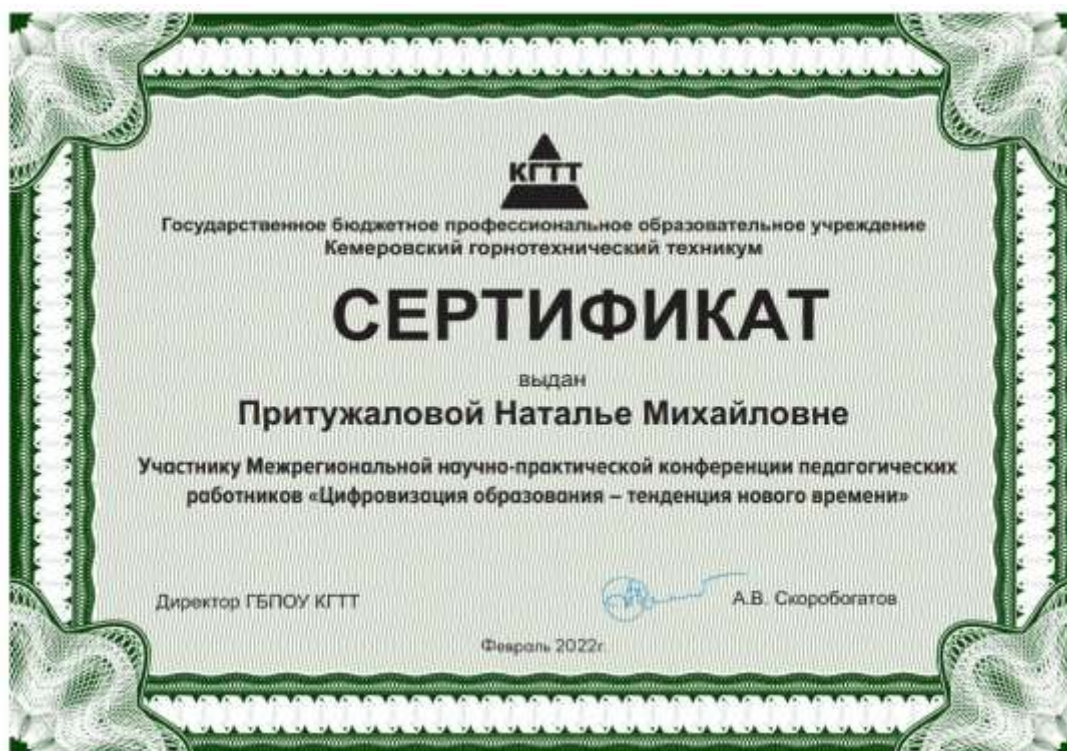 КГТТ
Государственное бюджетное профессиональное образовательное учреждение
Кемеровский горнотехнический техникум
СЕРТИФИКАТ
выдан
Притужаловой Наталье Михайловне
Участнику Межрегиональной научно-практической конференции педагогических
работников «Цифровизация образования – тенденция нового времени»
Директор ГБПОУ КГТТ А.В. Скоробогатов
Февраль 2022г.